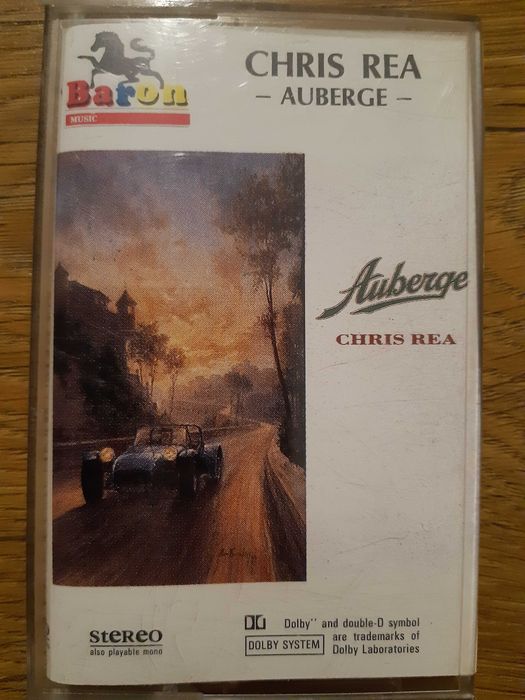 Baron
MUSIC
CHRIS REA
– AUBERGE –
Auberge
CHRIS REA
stereo
also playable mono
DOLBY SYSTEM
Dolby'' and double-D symbol
are trademarks of
Dolby Laboratories